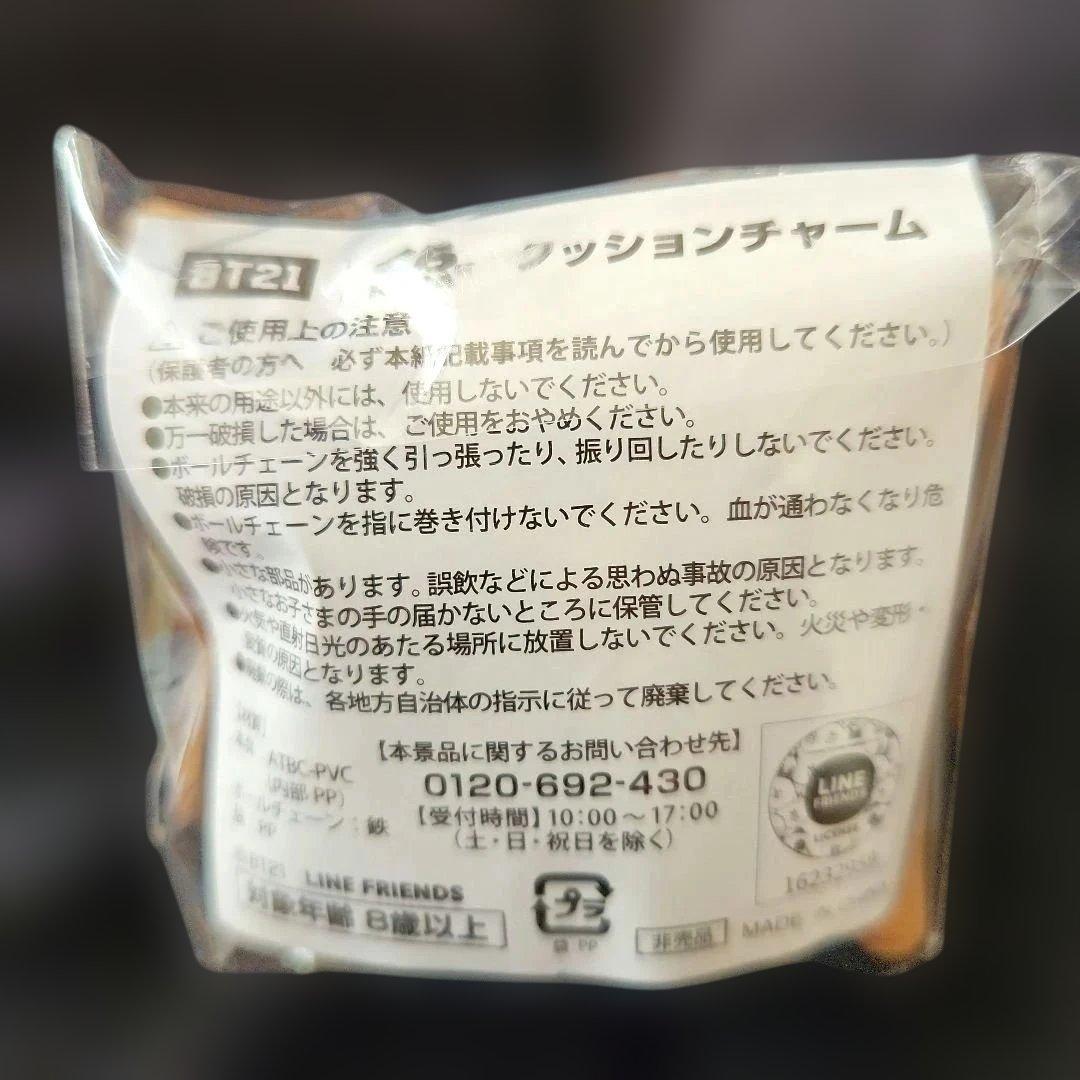 BT21 クッションチャーム
ご使用上の注意
(保護者の方へ 必ず本紙記載事項を読んでから使用してください。)
●本来の用途以外には、使用しないでください。
●万一破損した場合は、ご使用をおやめください。
●ボールチェーンを強く引っ張ったり、振り回したりしないでください。
破損の原因となります。
●ボールチェーンを指に巻き付けないでください。血が通わなくなり危
険です。
●小さな部品があります。誤飲などによる思わぬ事故の原因となります。
小さなお子さまの手の届かないところに保管してください。
●火気や直射日光のあたる場所に放置しないでください。火災や変形・
変質の原因となります。
●廃棄の際は、各地方自治体の指示に従って廃棄してください。
ATBC-PVC
(内部 PP)
ボールチェーン：鉄
袋 PP
【本景品に関するお問い合わせ先】
0120-692-430
【受付時間】10:00～17:00
(土・日・祝日を除く)
LINE
FRIENDS
LICENSE
BT21 LINE FRIENDS
対象年齢 8歳以上
プラ
袋 PP
非売品
MADE IN